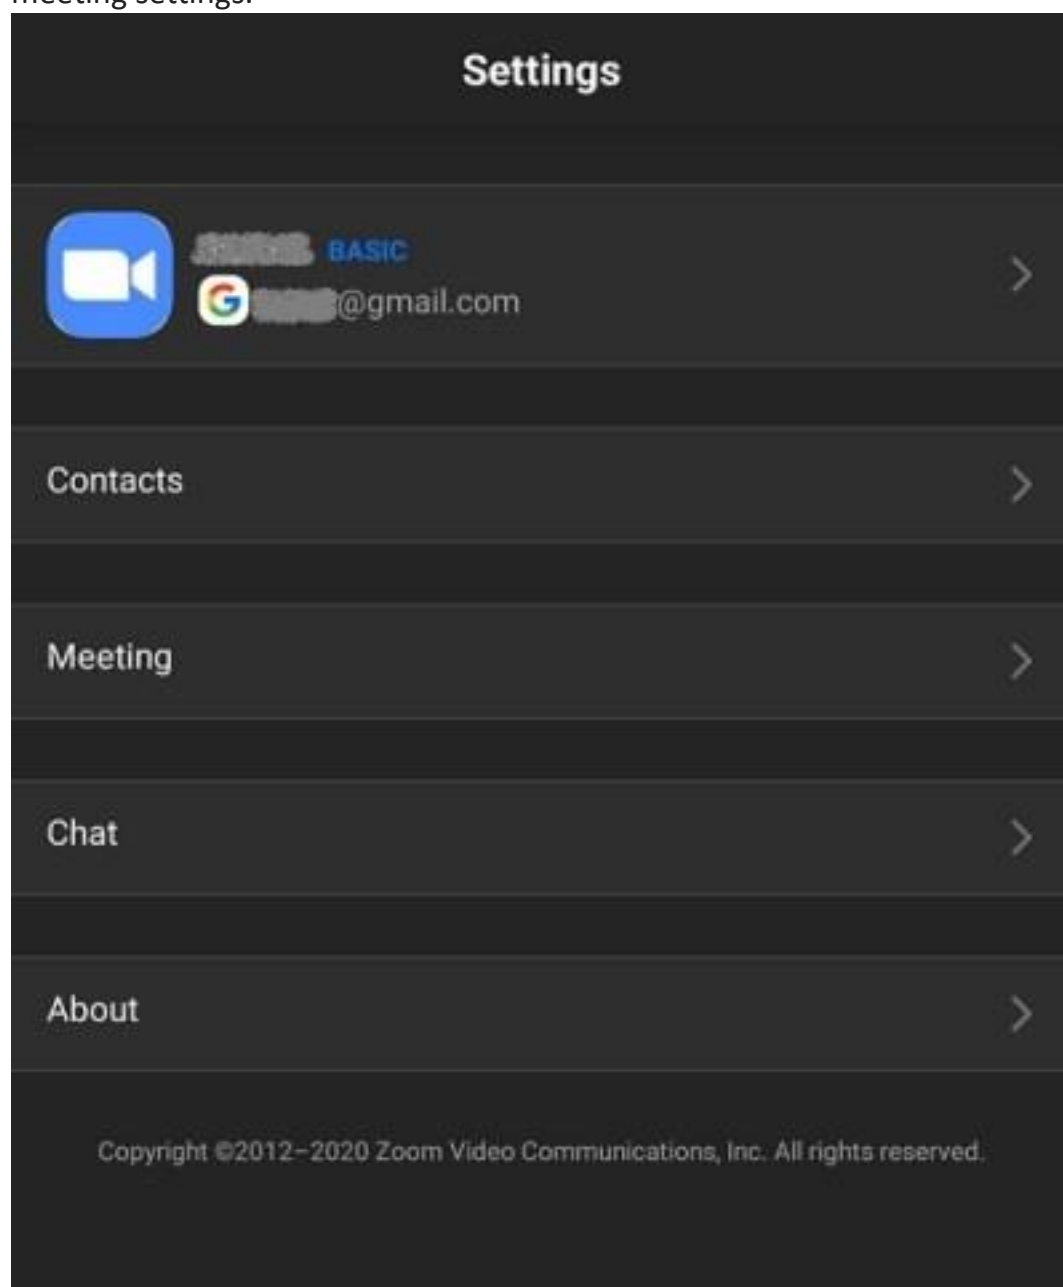 meeting settings.
Settings
BASIC
@gmail.com
Contacts
Meeting
Chat
About
Copyright ©2012–2020 Zoom Video Communications, Inc. All rights reserved.